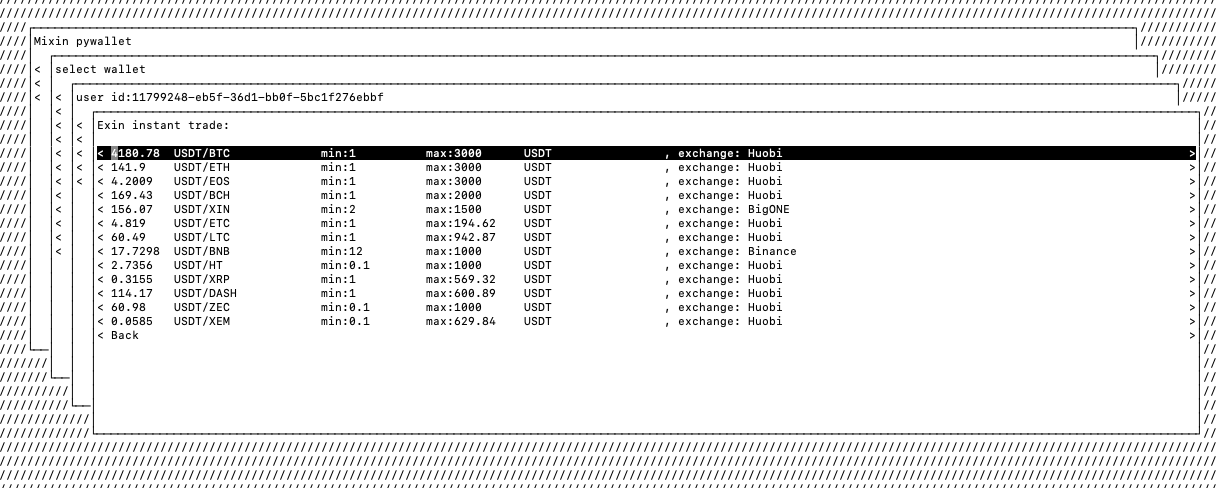 Mixin pywallet
select wallet
user id:11799248-eb5f-36d1-bb0f-5bc1f276ebbf
Exin instant trade:
< 4180.78 USDT/BTC min:1 max:3000 USDT , exchange: Huobi >
< 141.9 USDT/ETH min:1 max:3000 USDT , exchange: Huobi >
< 4.2009 USDT/EOS min:1 max:3000 USDT , exchange: Huobi >
< 169.43 USDT/BCH min:1 max:2000 USDT , exchange: Huobi >
< 156.07 USDT/XIN min:2 max:1500 USDT , exchange: BigONE >
< 4.819 USDT/ETC min:1 max:194.62 USDT , exchange: Huobi >
< 60.49 USDT/LTC min:1 max:942.87 USDT , exchange: Huobi >
< 17.7298 USDT/BNB min:12 max:1000 USDT , exchange: Binance >
< 2.7356 USDT/HT min:0.1 max:1000 USDT , exchange: Huobi >
< 0.3155 USDT/XRP min:1 max:569.32 USDT , exchange: Huobi >
< 114.17 USDT/DASH min:1 max:600.89 USDT , exchange: Huobi >
< 60.98 USDT/ZEC min:0.1 max:1000 USDT , exchange: Huobi >
< 0.0585 USDT/XEM min:0.1 max:629.84 USDT , exchange: Huobi >
< Back >